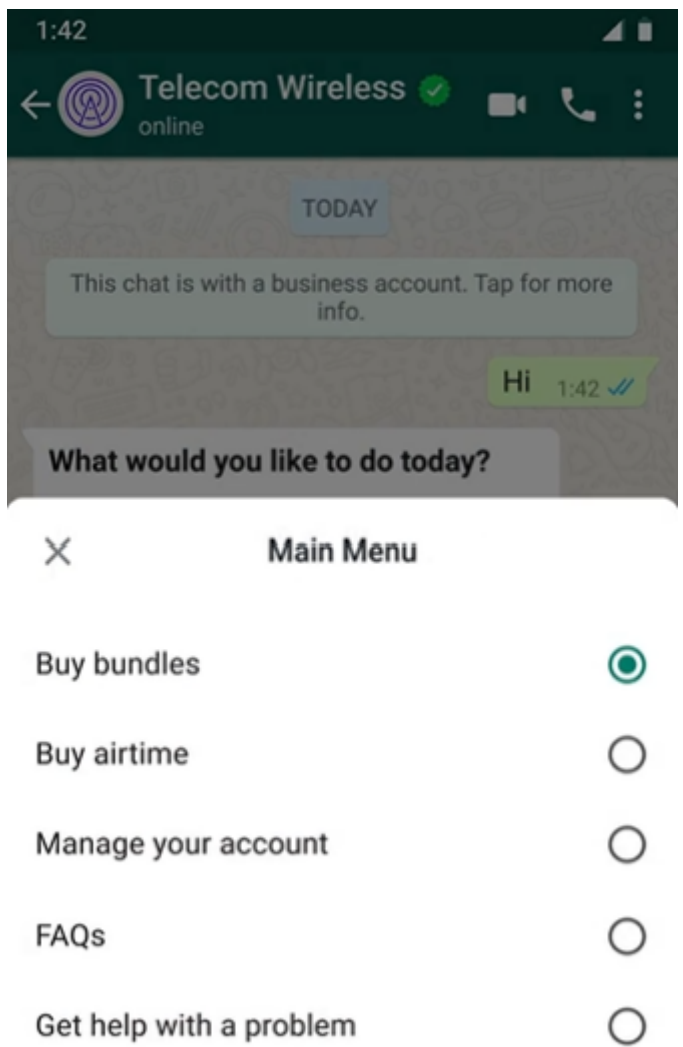 1:42
Telecom Wireless
online
TODAY
This chat is with a business account. Tap for more
info.
Hi 1:42
What would you like to do today?
Main Menu
Buy bundles
Buy airtime
Manage your account
FAQs
Get help with a problem